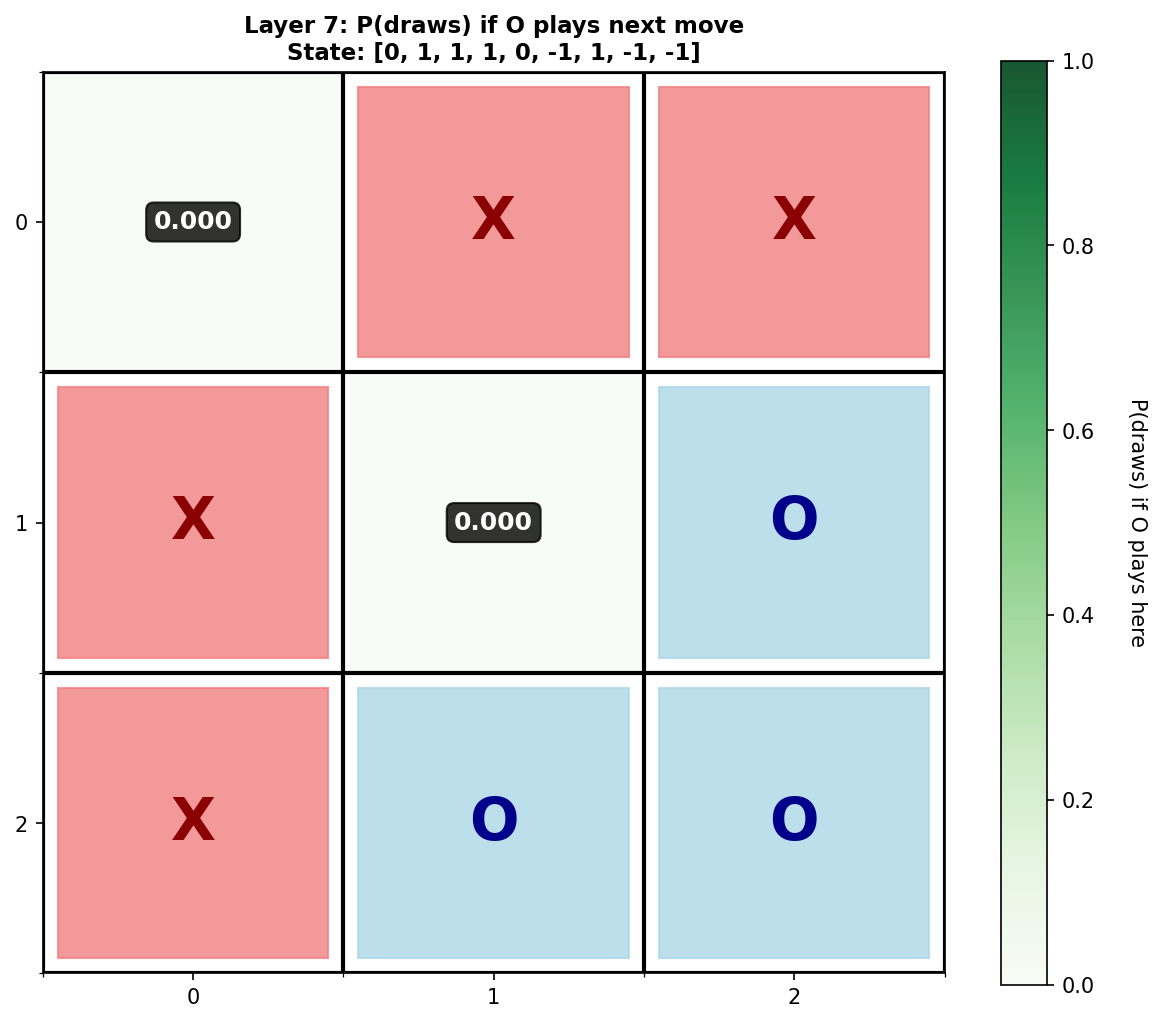 Layer 7: P(draws) if O plays next move
State: [0, 1, 1, 1, 0, -1, 1, -1, -1]
0
0.000
X
X
1
X
0.000
O
2
X
O
O
0
1
2
1.0
0.8
0.6
0.4
0.2
0.0
P(draws) if O plays here